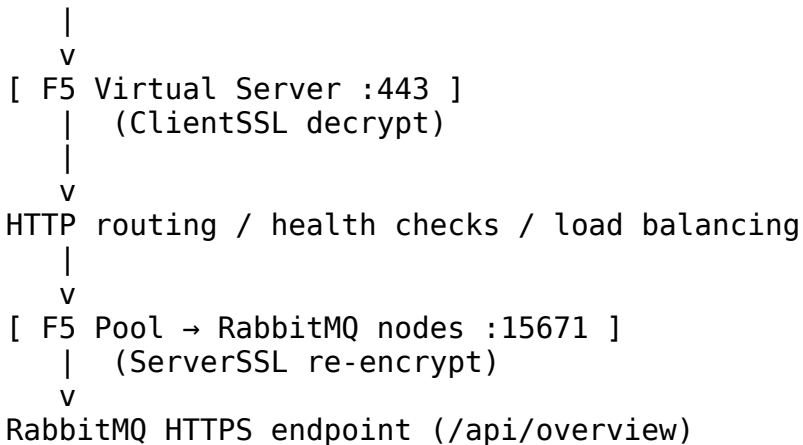 |
   v
[ F5 Virtual Server :443 ]
   |  (ClientSSL decrypt)
   |
   v
HTTP routing / health checks / load balancing
   |
   v
[ F5 Pool → RabbitMQ nodes :15671 ]
   |  (ServerSSL re-encrypt)
   v
RabbitMQ HTTPS endpoint (/api/overview)